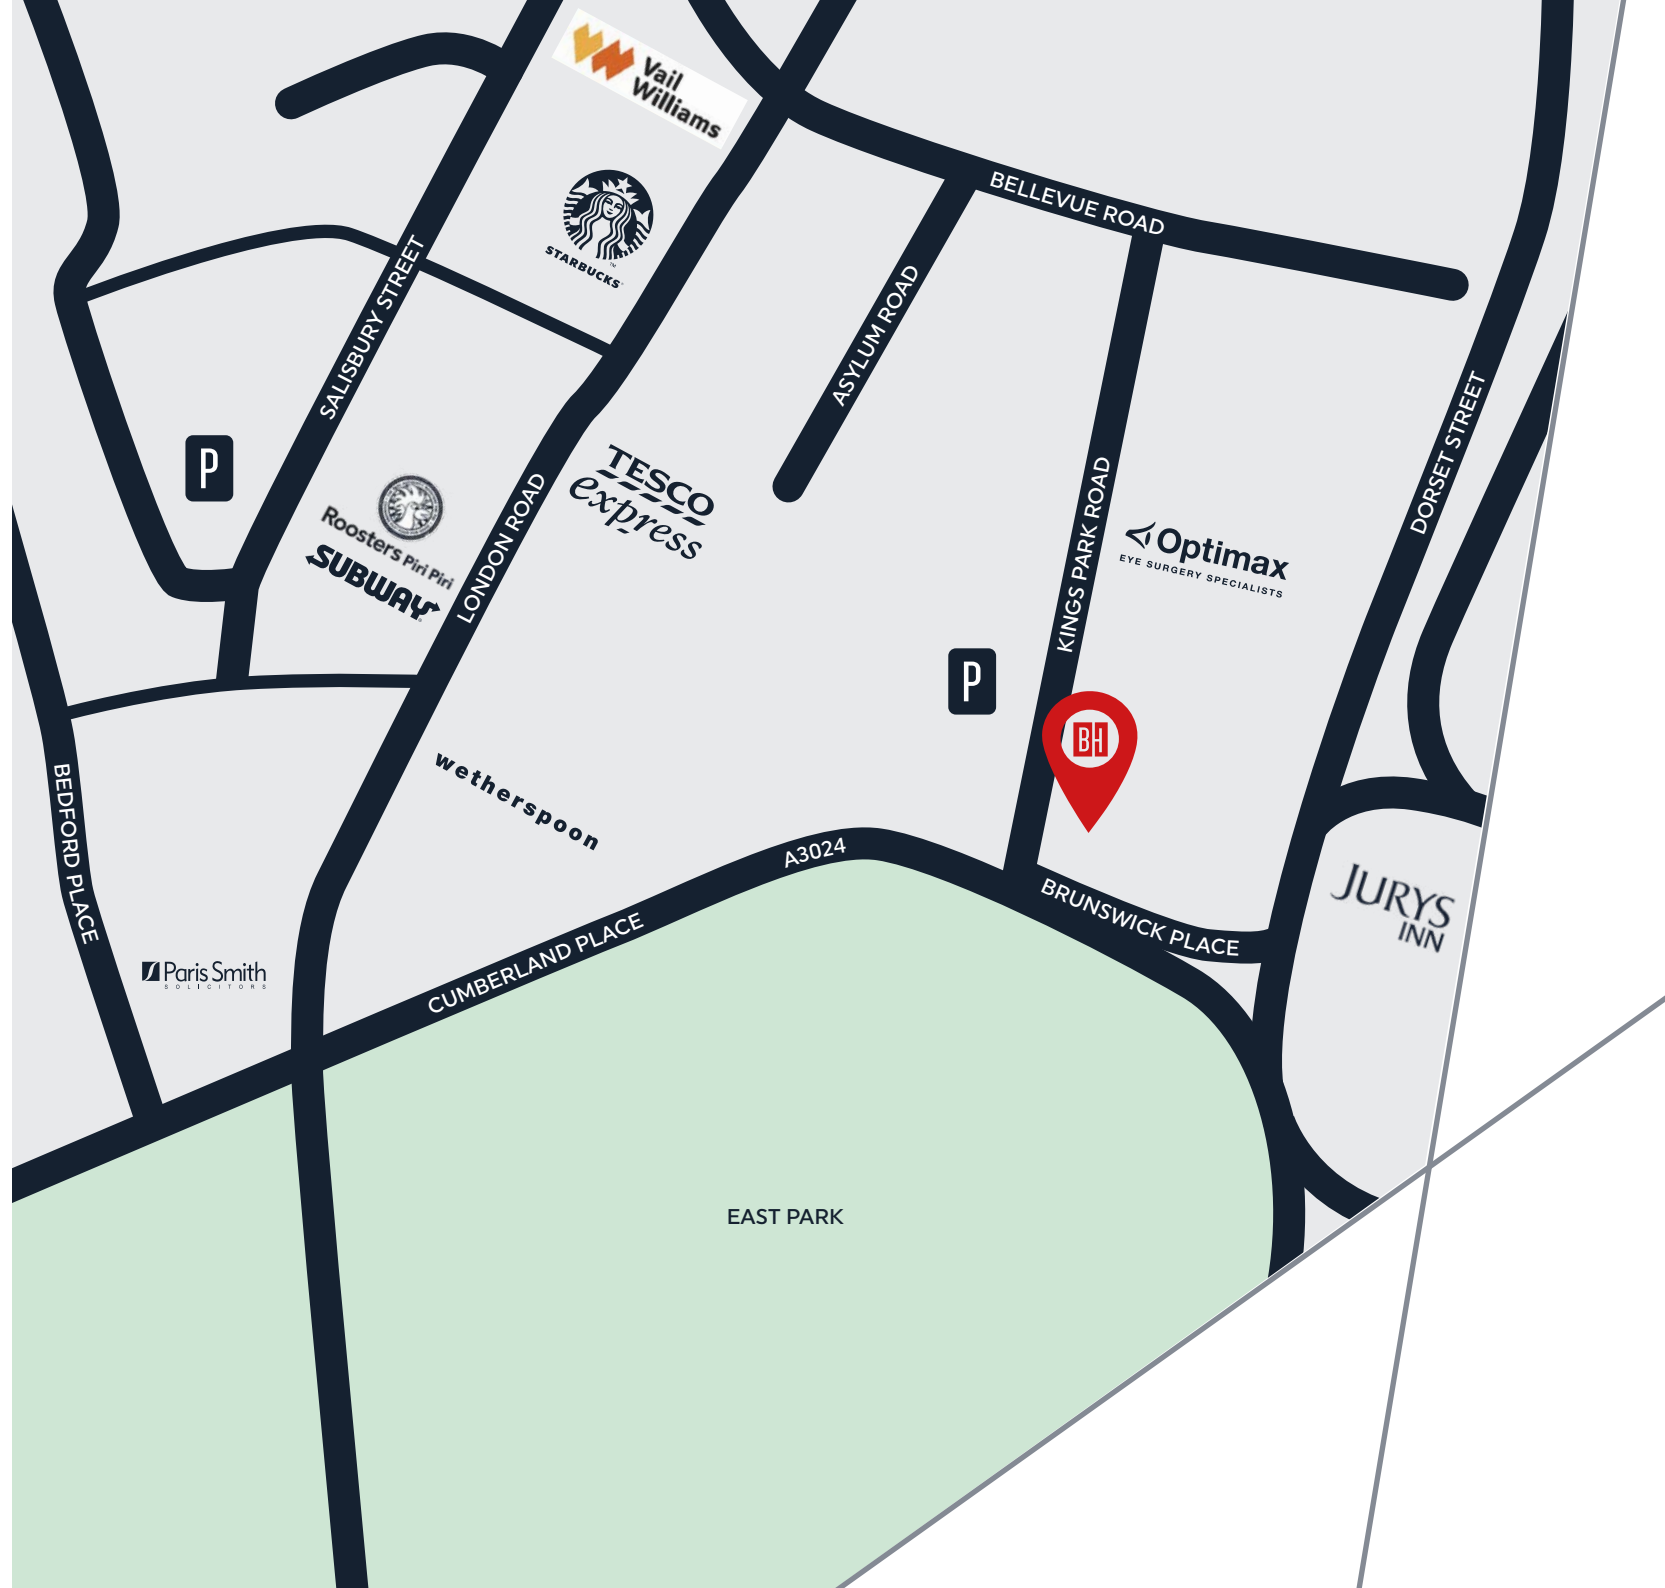 Vail
Williams
STARBUCKS
TM
BELLEVUE ROAD
ASYLUM ROAD
SALISBURY STREET
P
Roosters Piri Piri
SUBWAY
LONDON ROAD
TESCO
express
KINGS PARK ROAD
Optimax
EYE SURGERY SPECIALISTS
DORSET STREET
P
BH
wetherspoon
BEDFORD PLACE
Paris Smith
SOLICITORS
CUMBERLAND PLACE
A3024
BRUNSWICK PLACE
JURYS
INN
EAST PARK